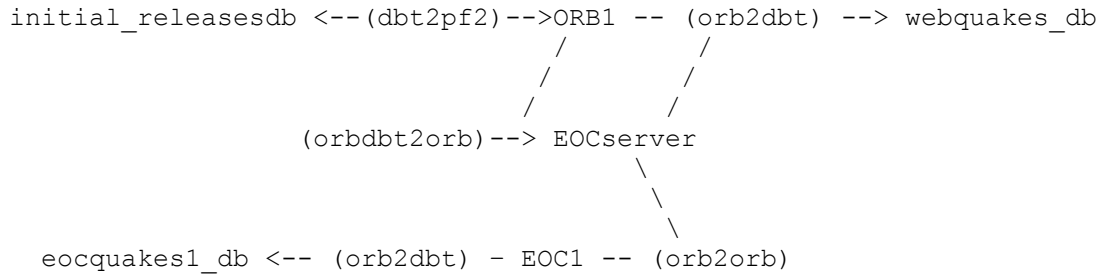 initial_releasesdb <--(dbt2pf2)-->ORB1 -- (orb2dbt) --> webquakes_db
/ /
/ /
/ /
(orbdbt2orb)--> EOCserver
\
\
\
eocquakes1_db <-- (orb2dbt) – EOC1 -- (orb2orb)